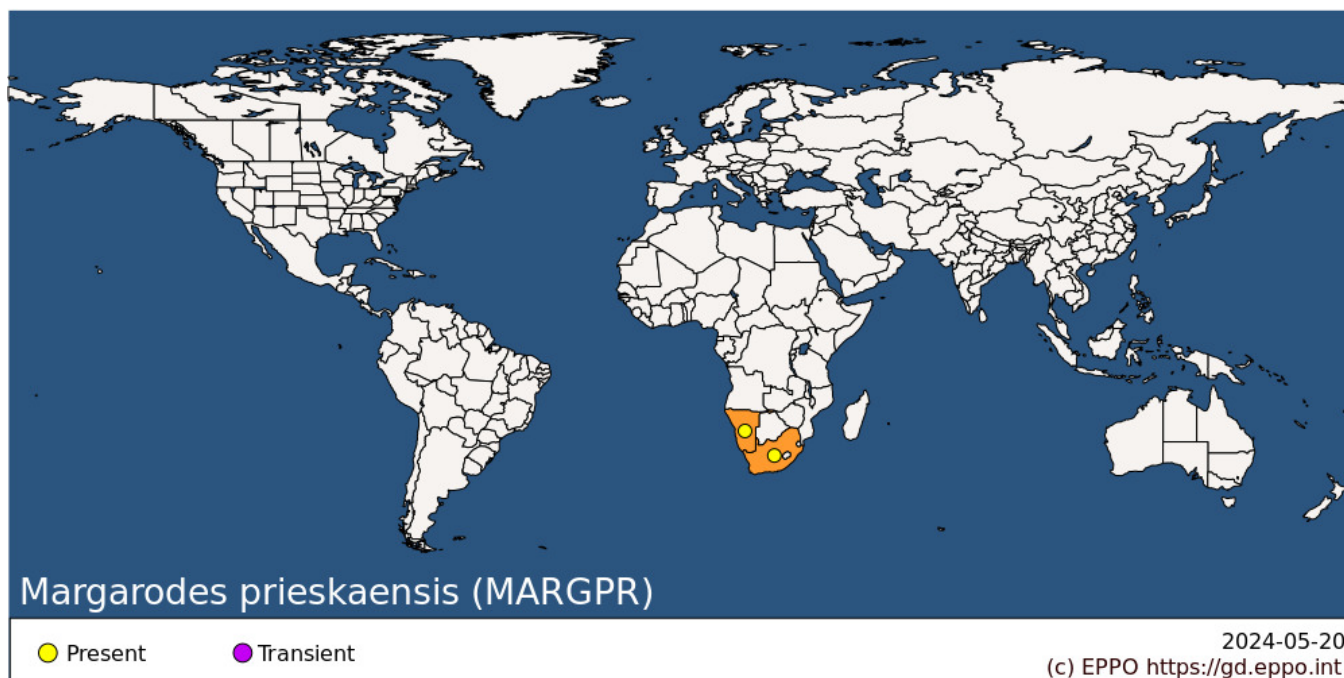 Margarodes prieskaensis (MARGPR)
Present
Transient
2024-05-20
(c) EPPO https://gd.eppo.int